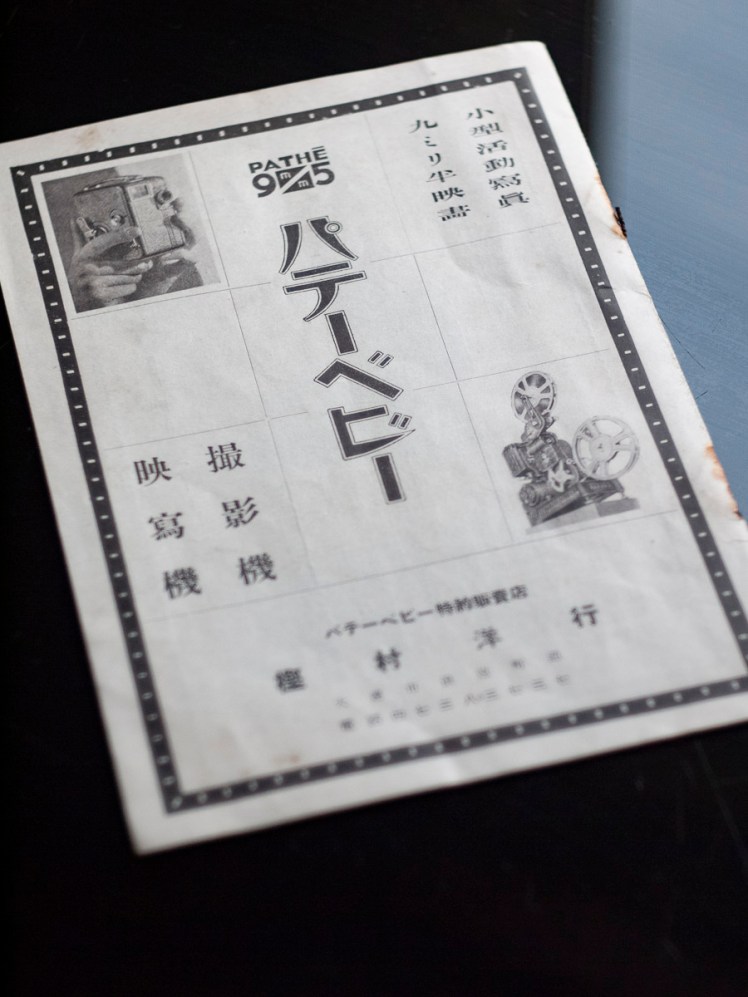 小型活動寫眞
九ミリ半映畵
PATHÉ
9mm5
パテーベビー
撮影機
映寫機
パテーベビー特約販賣店
樫村洋行